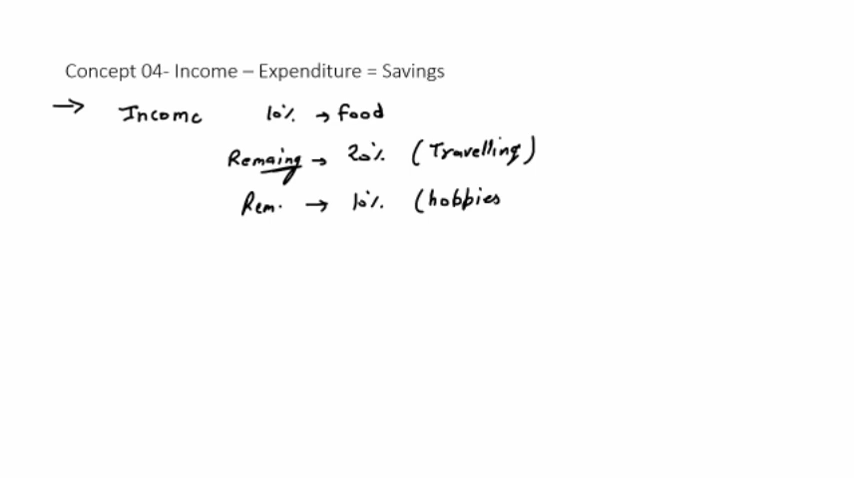 Concept 04- Income – Expenditure = Savings
→ Income 10% → food
Remaing → 20% (Travelling)
Rem. → 10% (hobbies